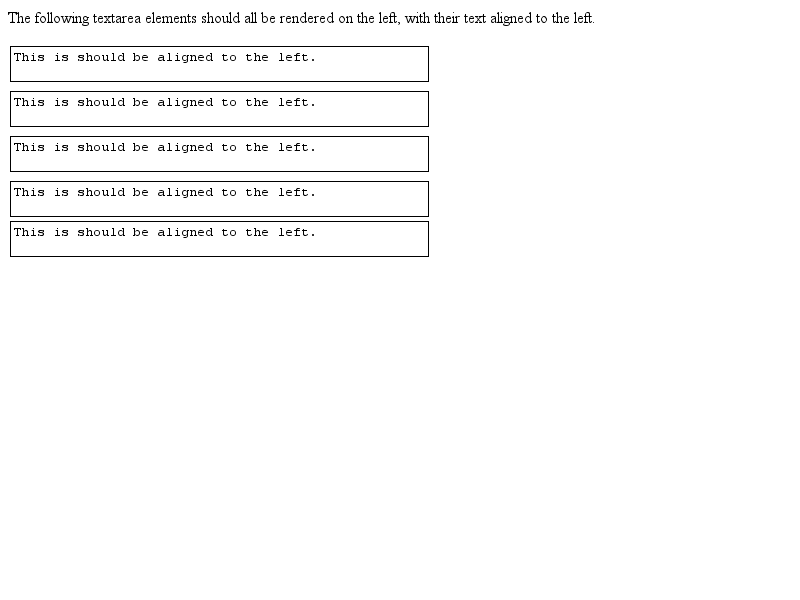 The following textarea elements should all be rendered on the left, with their text aligned to the left.
This is should be aligned to the left.
This is should be aligned to the left.
This is should be aligned to the left.
This is should be aligned to the left.
This is should be aligned to the left.